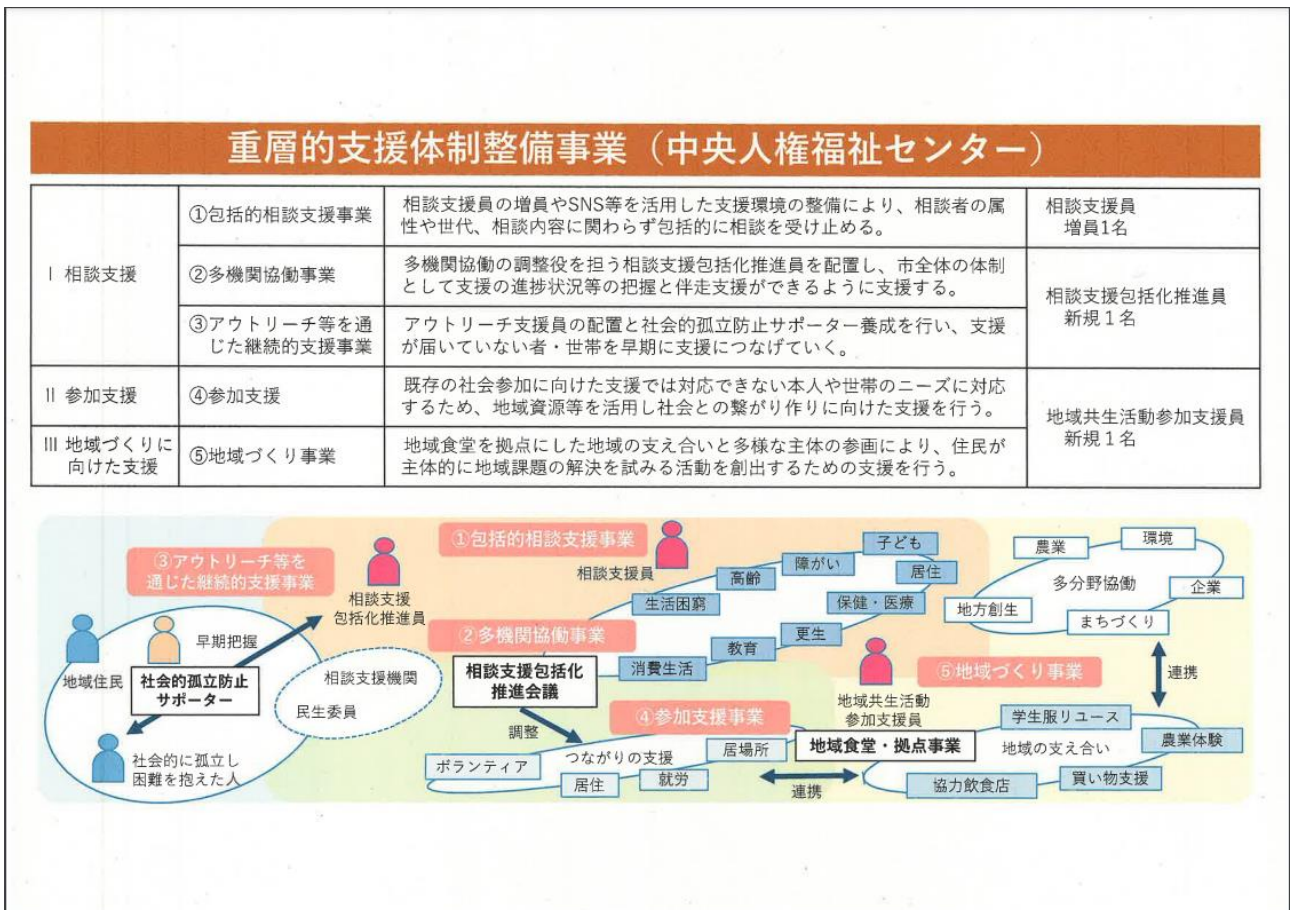 重層的支援体制整備事業（中央人権福祉センター）
Ⅰ 相談支援
①包括的相談支援事業
相談支援員の増員やSNS等を活用した支援環境の整備により、相談者の属
性や世代、相談内容に関わらず包括的に相談を受け止める。
相談支援員
増員1名
②多機関協働事業
多機関協働の調整役を担う相談支援包括化推進員を配置し、市全体の体制
として支援の進捗状況等の把握と伴走支援ができるように支援する。
相談支援包括化推進員
新規１名
③アウトリーチ等を通
じた継続的支援事業
アウトリーチ支援員の配置と社会的孤立防止サポーター養成を行い、支援
が届いていない者・世帯を早期に支援につなげていく。
Ⅱ 参加支援
④参加支援
既存の社会参加に向けた支援では対応できない本人や世帯のニーズに対応
するため、地域資源等を活用し社会との繋がり作りに向けた支援を行う。
地域共生活動参加支援員
新規１名
Ⅲ 地域づくりに
向けた支援
⑤地域づくり事業
地域食堂を拠点にした地域の支え合いと多様な主体の参画により、住民が
主体的に地域課題の解決を試みる活動を創出するための支援を行う。
③アウトリーチ等を
通じた継続的支援事業
相談支援
包括化推進員
早期把握
地域住民
社会的孤立防止
サポーター
社会的に孤立し
困難を抱えた人
相談支援機関
民生委員
①包括的相談支援事業
相談支援員
②多機関協働事業
相談支援包括化
推進会議
生活困窮
高齢
障がい
子ども
居住
保健・医療
更生
教育
消費生活
調整
④参加支援事業
つながりの支援
ボランティア
居住
就労
居場所
連携
地域共生活動
参加支援員
地域食堂・拠点事業
⑤地域づくり事業
農業
環境
多分野協働
企業
地方創生
まちづくり
連携
学生服リユース
地域の支え合い
農業体験
買い物支援
協力飲食店